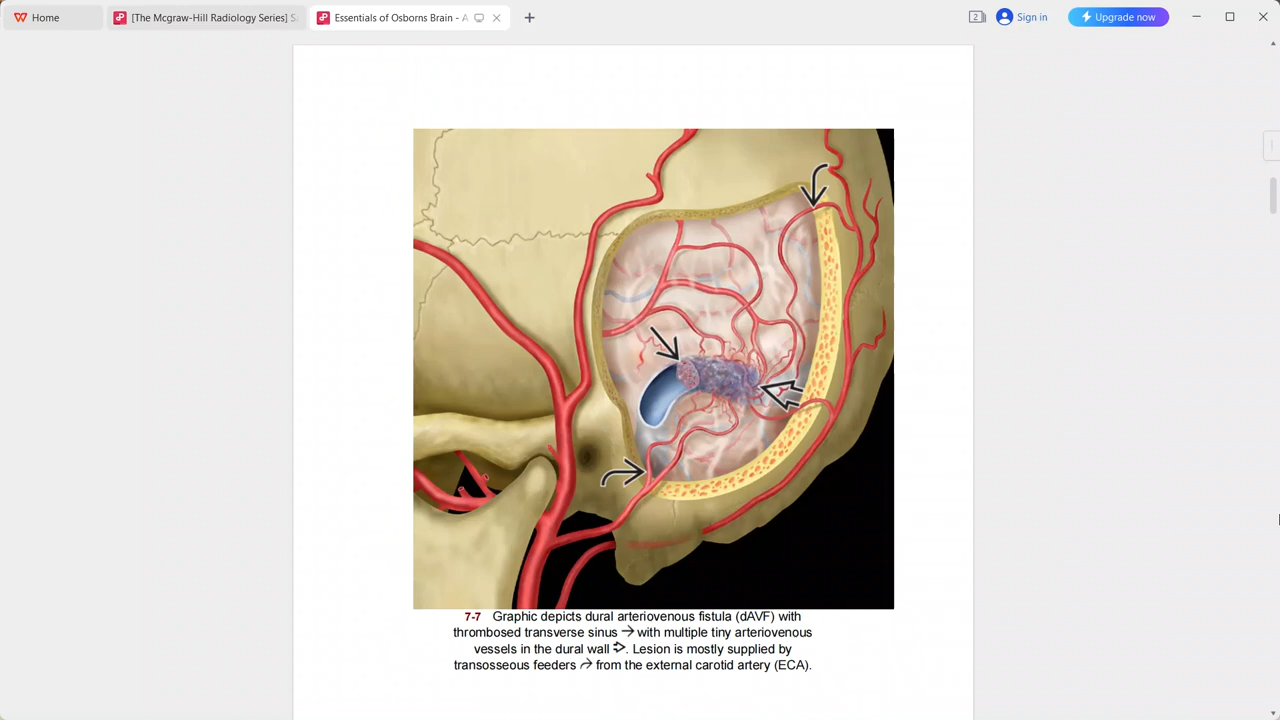 Home
[The Mcgraw-Hill Radiology Series] S
Essentials of Osborns Brain - A
2
Sign in
Upgrade now
7-7 Graphic depicts dural arteriovenous fistula (dAVF) with
thrombosed transverse sinus → with multiple tiny arteriovenous
vessels in the dural wall ⮞. Lesion is mostly supplied by
transosseous feeders ↷ from the external carotid artery (ECA).